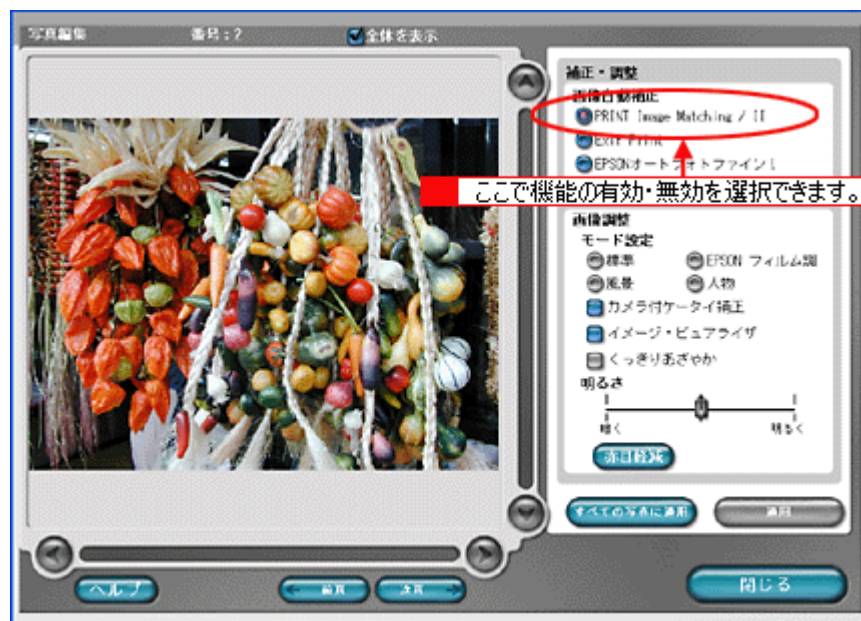 写真編集 番号:2 全体を表示
補正・調整
画像自動補正
PRINT Image Matching / II
Exif Print
EPSONオートフォトファイン!
ここで機能の有効・無効を選択できます。
画像調整
モード設定
標準 EPSON フィルム調
風景 人物
カメラ付ケータイ補正
イメージ・ピュアライザ
くっきりあざやか
明るさ
暗く 明るく
赤目軽減
すべての写真に適用 適用
ヘルプ 前頁 次頁 閉じる